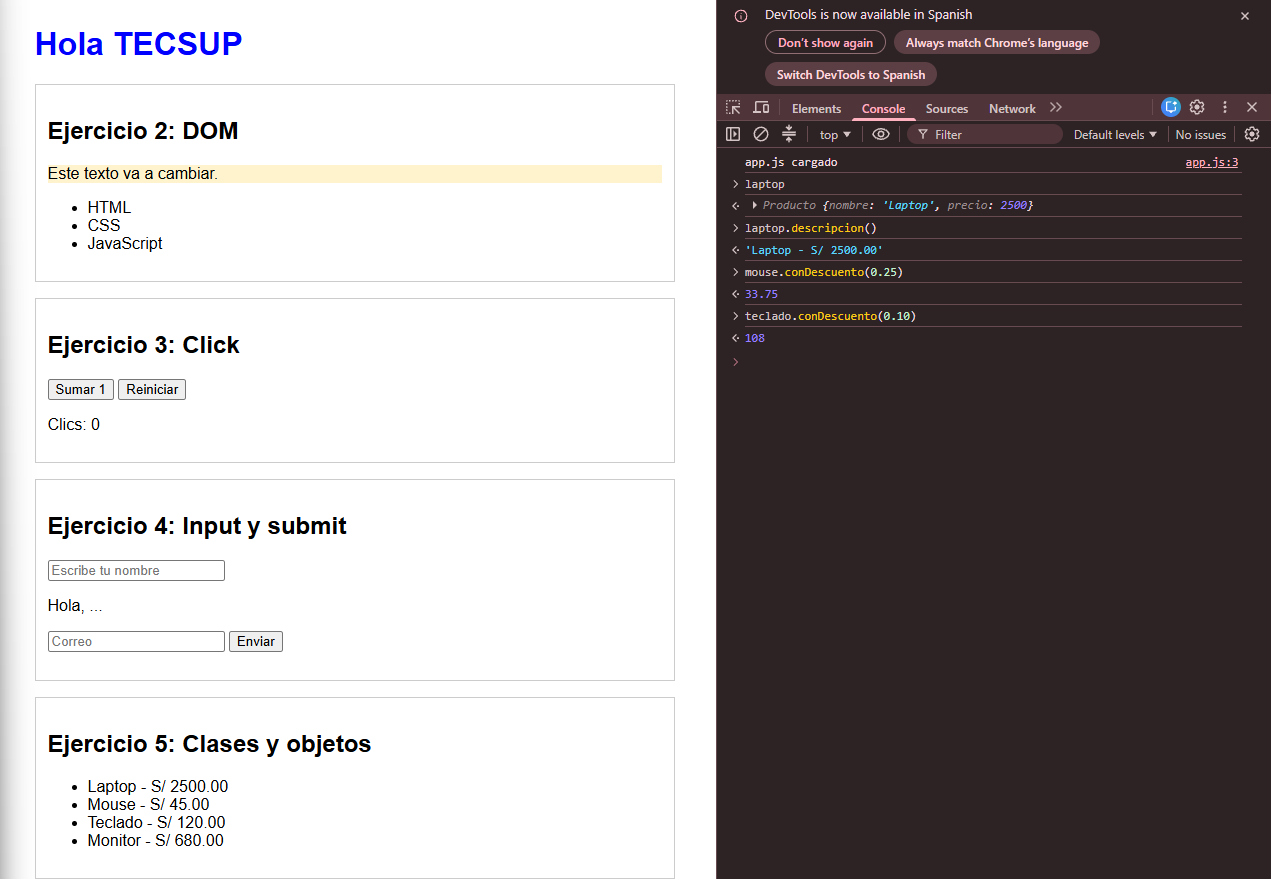 Hola TECSUP
Ejercicio 2: DOM
Este texto va a cambiar.
HTML
CSS
JavaScript
Ejercicio 3: Click
Sumar 1 Reiniciar
Clics: 0
Ejercicio 4: Input y submit
Escribe tu nombre
Hola, ...
Correo Enviar
Ejercicio 5: Clases y objetos
Laptop - S/ 2500.00
Mouse - S/ 45.00
Teclado - S/ 120.00
Monitor - S/ 680.00
DevTools is now available in Spanish
Don't show again Always match Chrome's language
Switch DevTools to Spanish
Elements Console Sources Network
top Filter Default levels No issues
app.js cargado app.js:3
laptop
Producto {nombre: 'Laptop', precio: 2500}
laptop.descripcion()
'Laptop - S/ 2500.00'
mouse.conDescuento(0.25)
33.75
teclado.conDescuento(0.10)
108